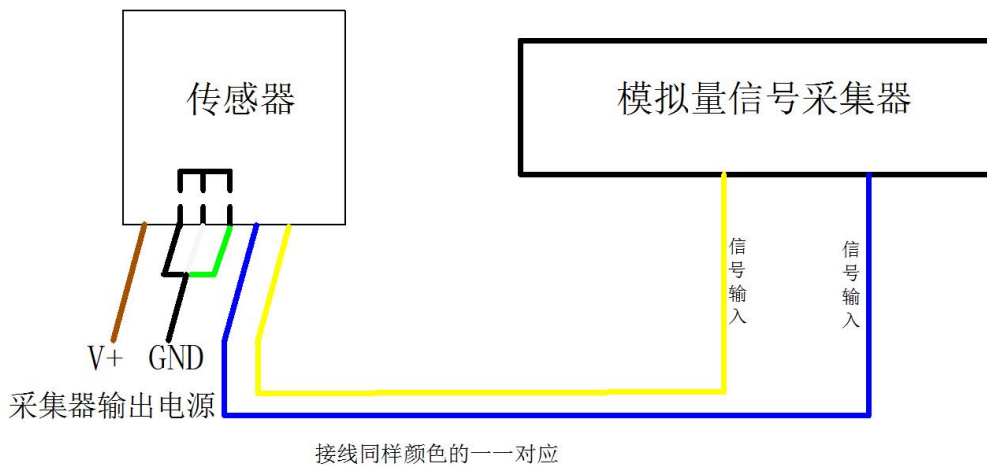 传感器
模拟量信号采集器
信号输入
信号输入
V+ GND
采集器输出电源
接线同样颜色的一一对应